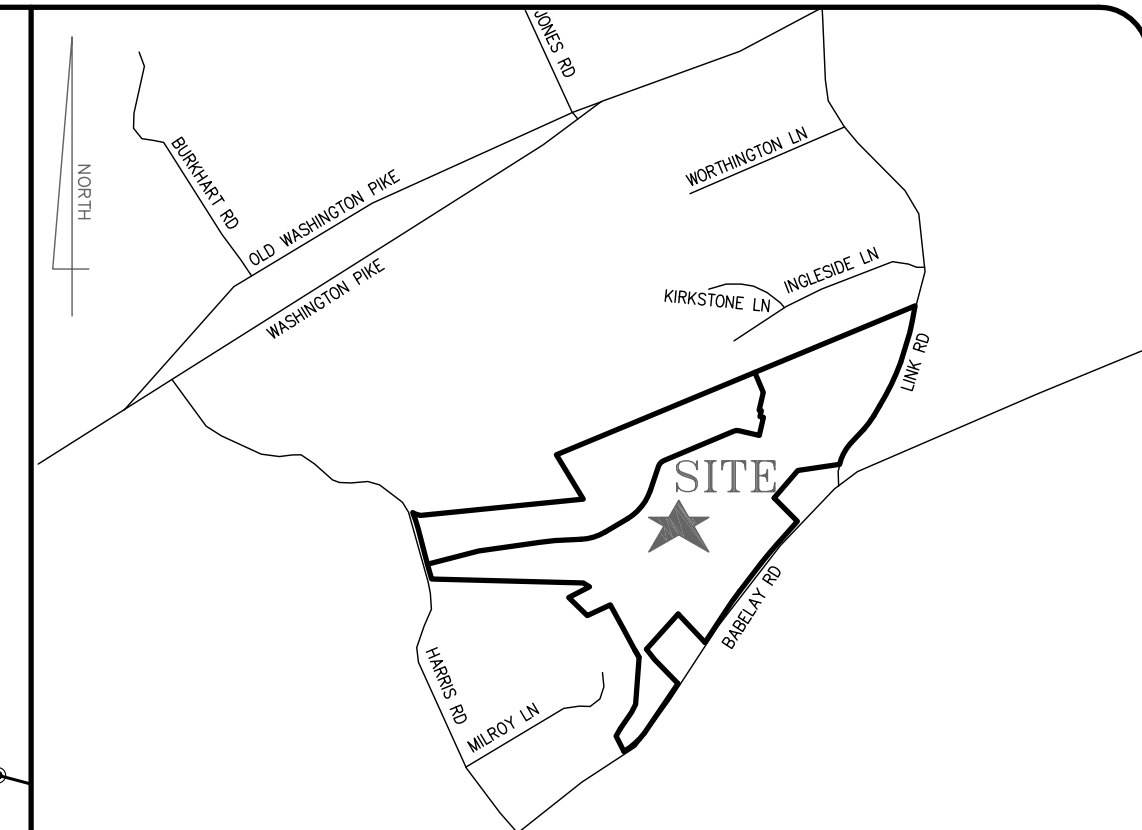 JONES RD
BURKHART RD
NORTH
OLD WASHINGTON PIKE
WORTHINGTON LN
WASHINGTON PIKE
INGLESIDE LN
KIRKSTONE LN
LINK RD
SITE
BABELAY RD
HARRIS RD
MILROY LN